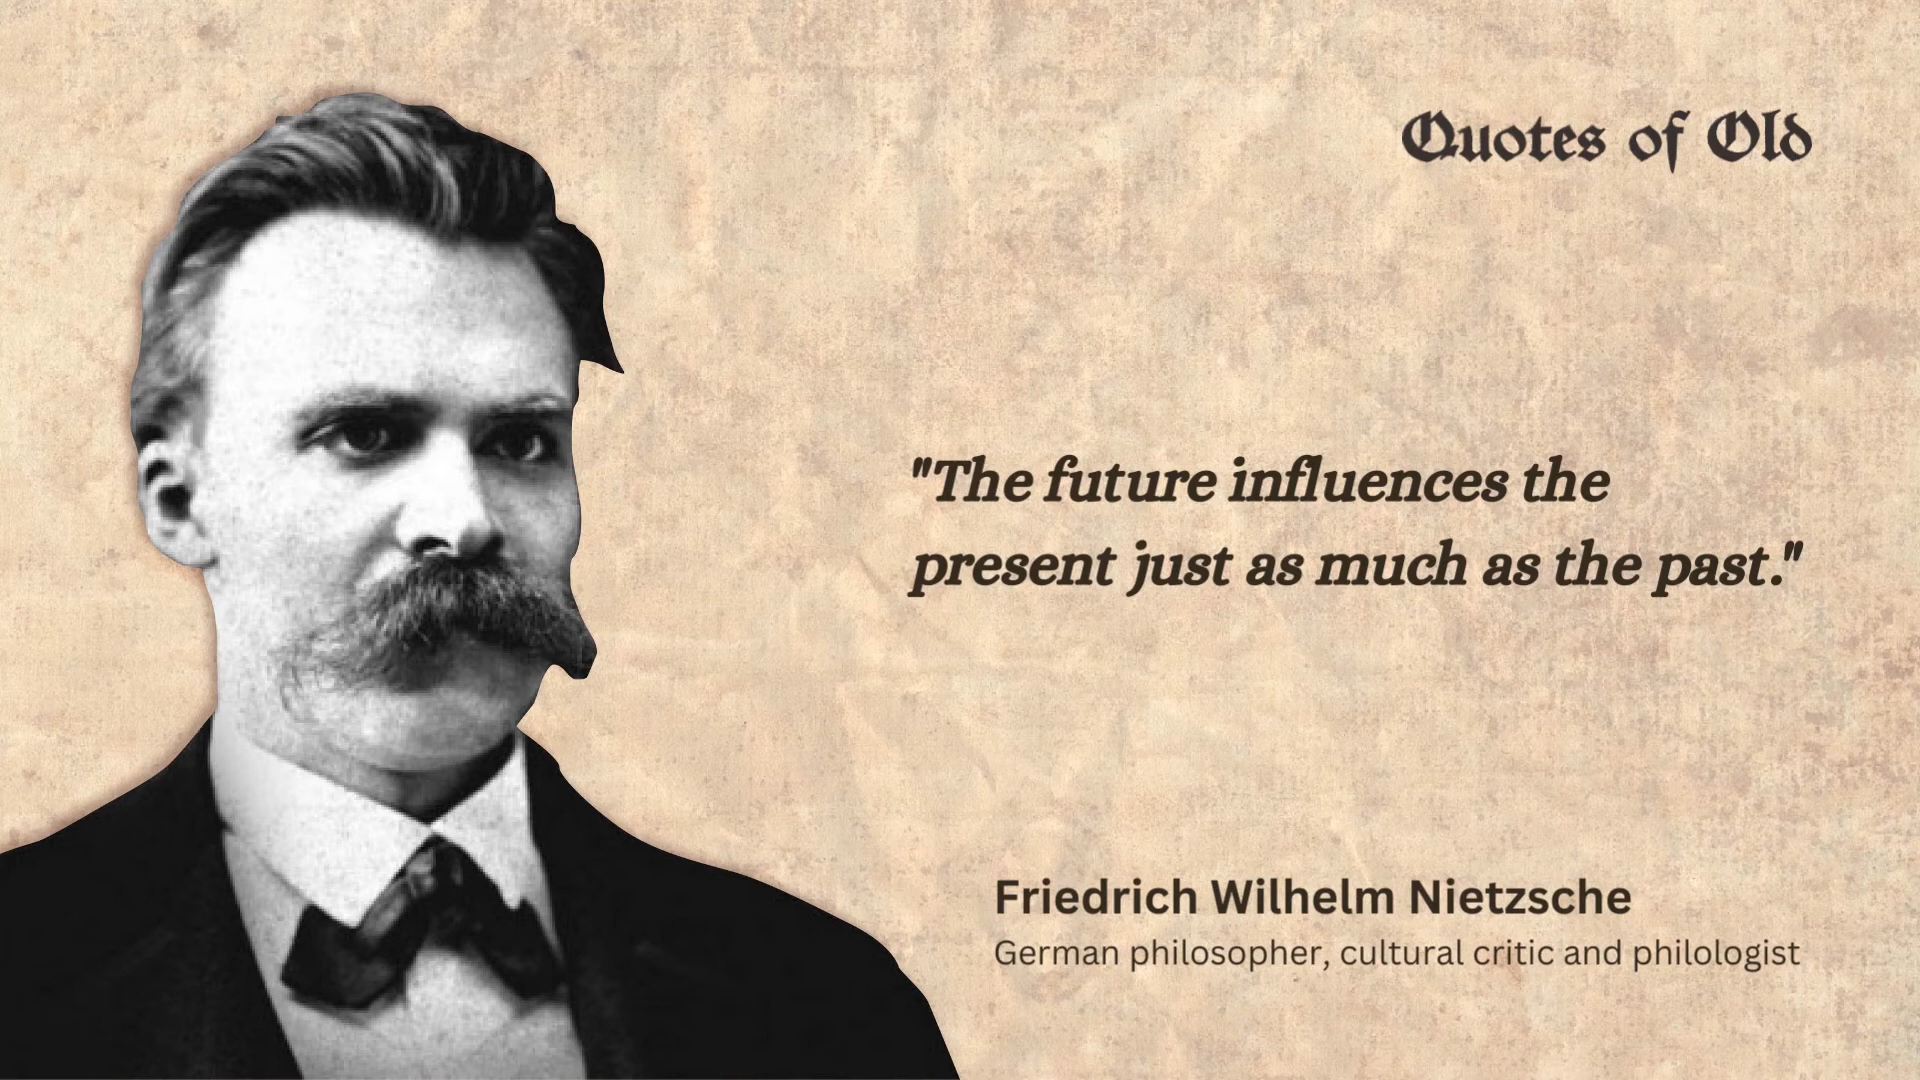 Quotes of Old
"The future influences the
present just as much as the past."
Friedrich Wilhelm Nietzsche
German philosopher, cultural critic and philologist